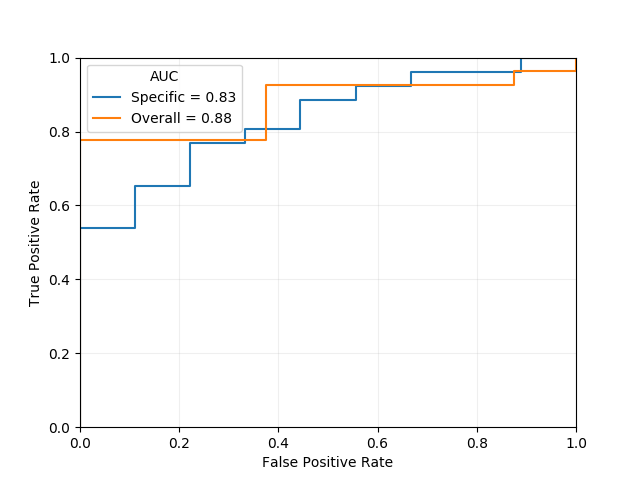 AUC
Specific = 0.83
Overall = 0.88
1.0
0.8
0.6
0.4
0.2
0.0
True Positive Rate
0.0 0.2 0.4 0.6 0.8 1.0
False Positive Rate